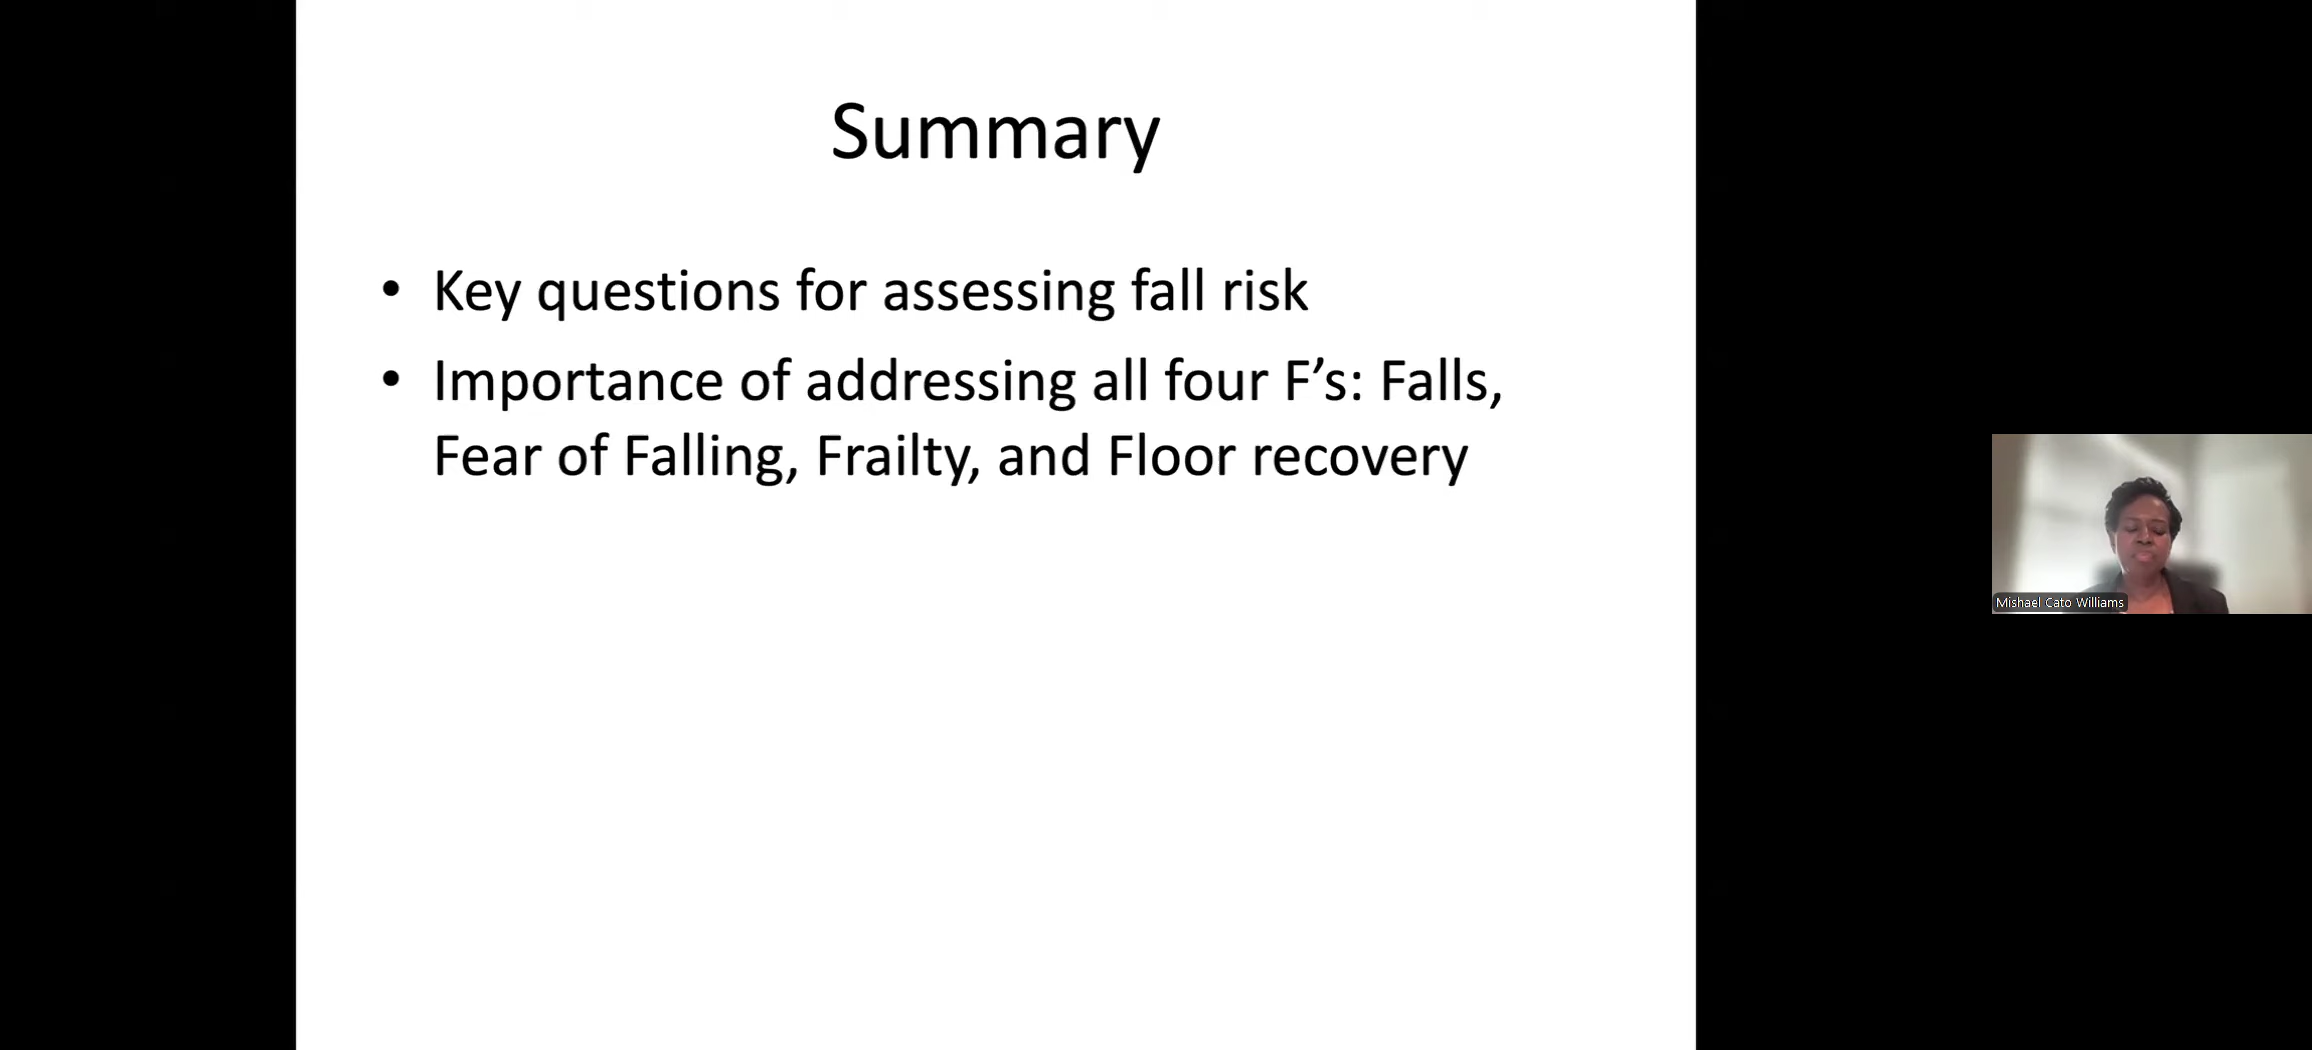 Summary
• Key questions for assessing fall risk
• Importance of addressing all four F’s: Falls,
Fear of Falling, Frailty, and Floor recovery
Mishael Cato Williams